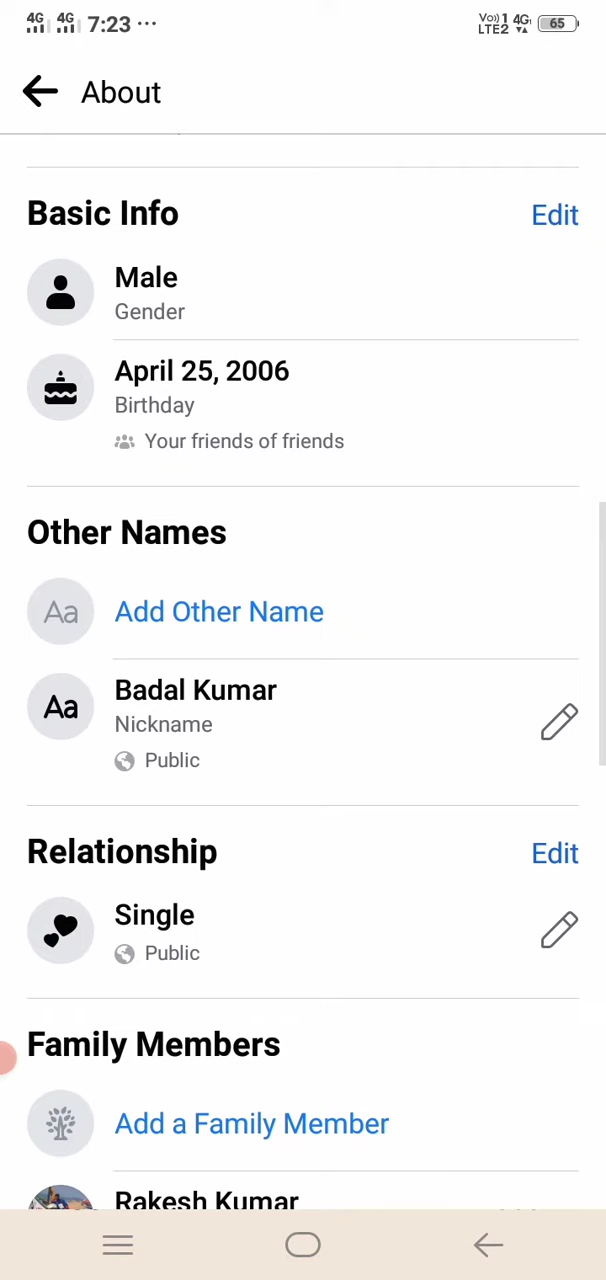 4G 4G 7:23 ··· Vo)) 1 4G 65
LTE2
About
Basic Info Edit
Male
Gender
April 25, 2006
Birthday
Your friends of friends
Other Names
Aa Add Other Name
Aa Badal Kumar
Nickname
Public
Relationship Edit
Single
Public
Family Members
Add a Family Member
Rakesh Kumar